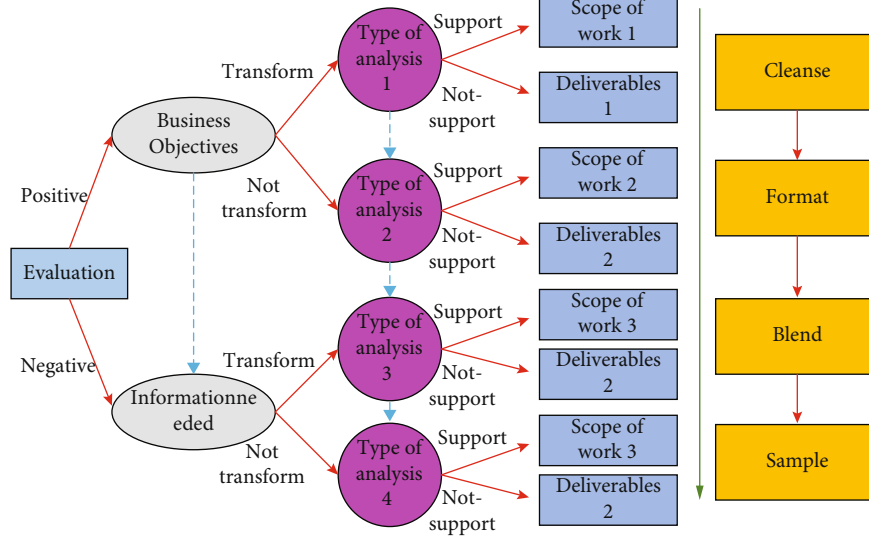 Evaluation
Positive
Negative
Business
Objectives
Informationne
eded
Transform
Not
transform
Transform
Not
transform
Type of
analysis
1
Type of
analysis
2
Type of
analysis
3
Type of
analysis
4
Support
Not-
support
Support
Not-
support
Support
Not-
support
Support
Not-
support
Scope of
work 1
Deliverables
1
Scope of
work 2
Deliverables
2
Scope of
work 3
Deliverables
2
Scope of
work 3
Deliverables
2
Cleanse
Format
Blend
Sample